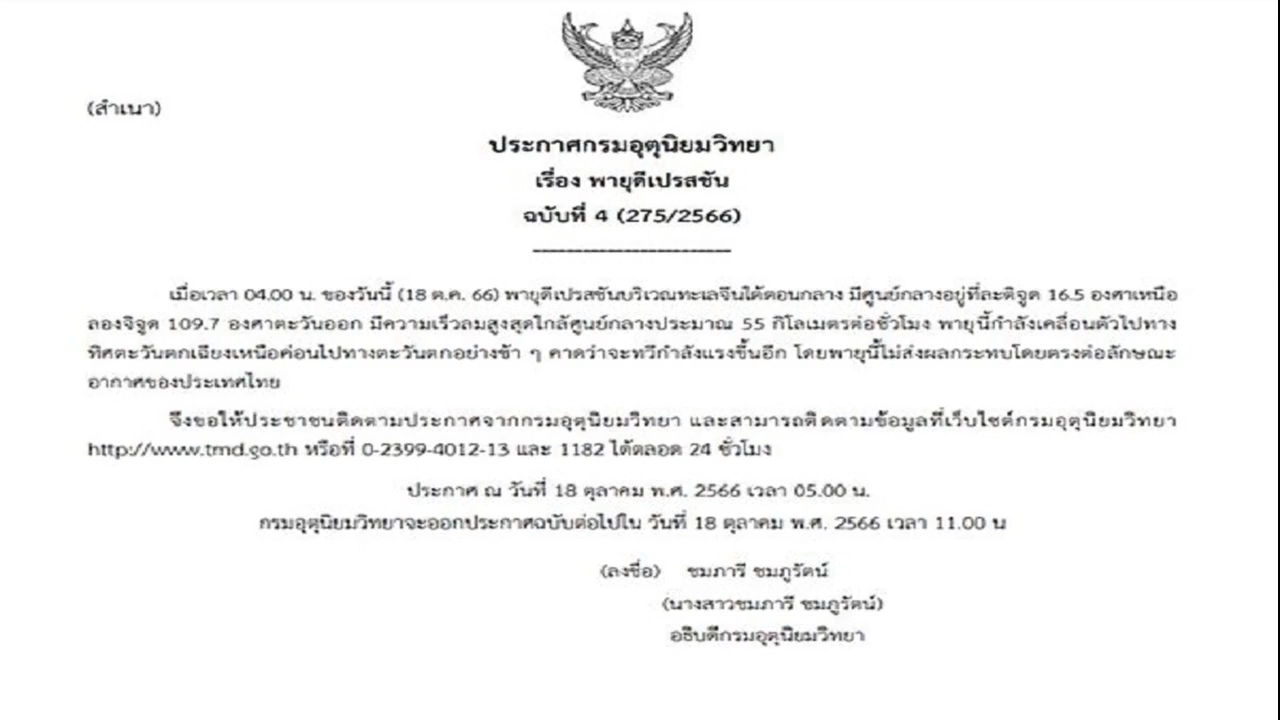 (สำเนา)
ประกาศกรมอุตุนิยมวิทยา
เรื่อง พายุดีเปรสชัน
ฉบับที่ 4 (275/2566)
เมื่อเวลา 04.00 น. ของวันนี้ (18 ต.ค. 66) พายุดีเปรสชันบริเวณทะเลจีนใต้ตอนกลาง มีศูนย์กลางอยู่ที่ละติจูด 16.5 องศาเหนือ
ลองจิจูด 109.7 องศาตะวันออก มีความเร็วลมสูงสุดใกล้ศูนย์กลางประมาณ 55 กิโลเมตรต่อชั่วโมง พายุนี้กำลังเคลื่อนตัวไปทาง
ทิศตะวันตกเฉียงเหนือค่อนไปทางตะวันตกอย่างช้า ๆ คาดว่าจะทวีกำลังแรงขึ้นอีก โดยพายุนี้ไม่ส่งผลกระทบโดยตรงต่อลักษณะ
อากาศของประเทศไทย
จึงขอให้ประชาชนติดตามประกาศจากกรมอุตุนิยมวิทยา และสามารถติดตามข้อมูลที่เว็บไซต์กรมอุตุนิยมวิทยา
http://www.tmd.go.th หรือที่ 0-2399-4012-13 และ 1182 ได้ตลอด 24 ชั่วโมง
ประกาศ ณ วันที่ 18 ตุลาคม พ.ศ. 2566 เวลา 05.00 น.
กรมอุตุนิยมวิทยาจะออกประกาศฉบับต่อไปใน วันที่ 18 ตุลาคม พ.ศ. 2566 เวลา 11.00 น
(ลงชื่อ) ชมภารี ชมภูรัตน์
(นางสาวชมภารี ชมภูรัตน์)
อธิบดีกรมอุตุนิยมวิทยา